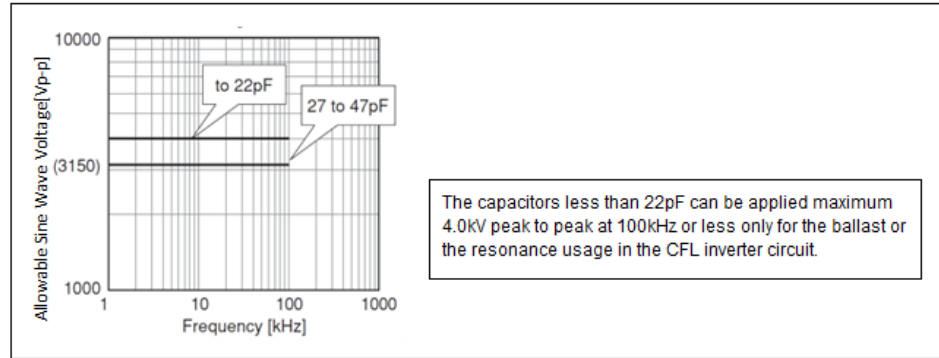 10000
to 22pF
27 to 47pF
(3150)
1000
1 10 100 1000
Frequency [kHz]
Allowable Sine Wave Voltage[Vp-p]
The capacitors less than 22pF can be applied maximum
4.0kV peak to peak at 100kHz or less only for the ballast or
the resonance usage in the CFL inverter circuit.